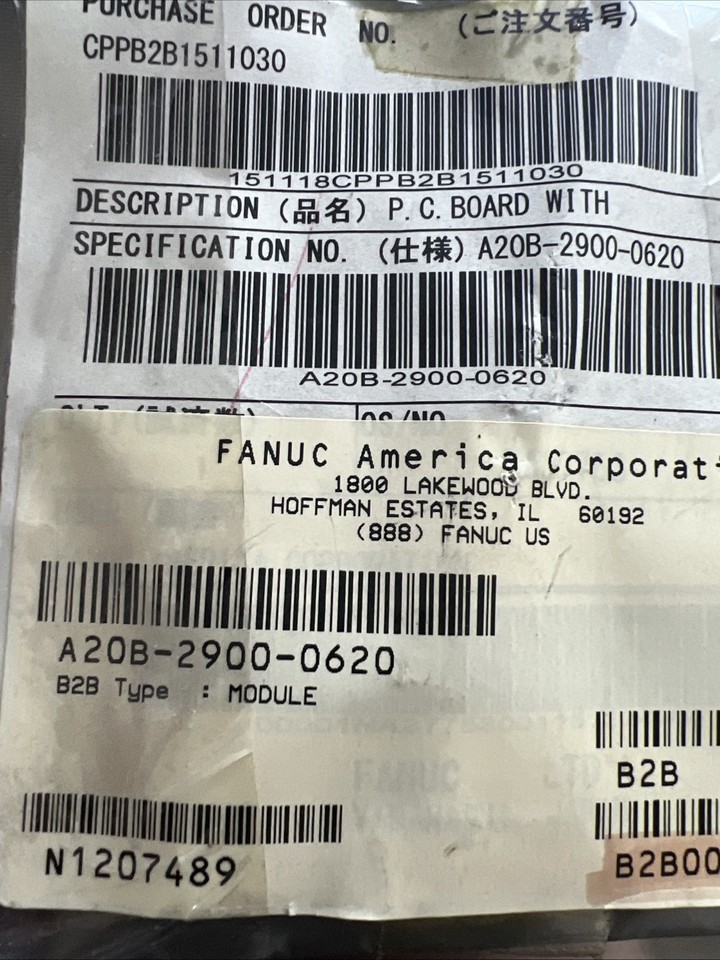 PURCHASE ORDER NO. (ご注文番号)
CPPB2B1511030
151118CPPB2B1511030
DESCRIPTION (品名) P.C.BOARD WITH
SPECIFICATION NO. (仕様) A20B-2900-0620
A20B-2900-0620
FANUC America Corporat
1800 LAKEWOOD BLVD.
HOFFMAN ESTATES, IL 60192
(888) FANUC US
A20B-2900-0620
B2B Type : MODULE
B2B
N1207489
B2B00